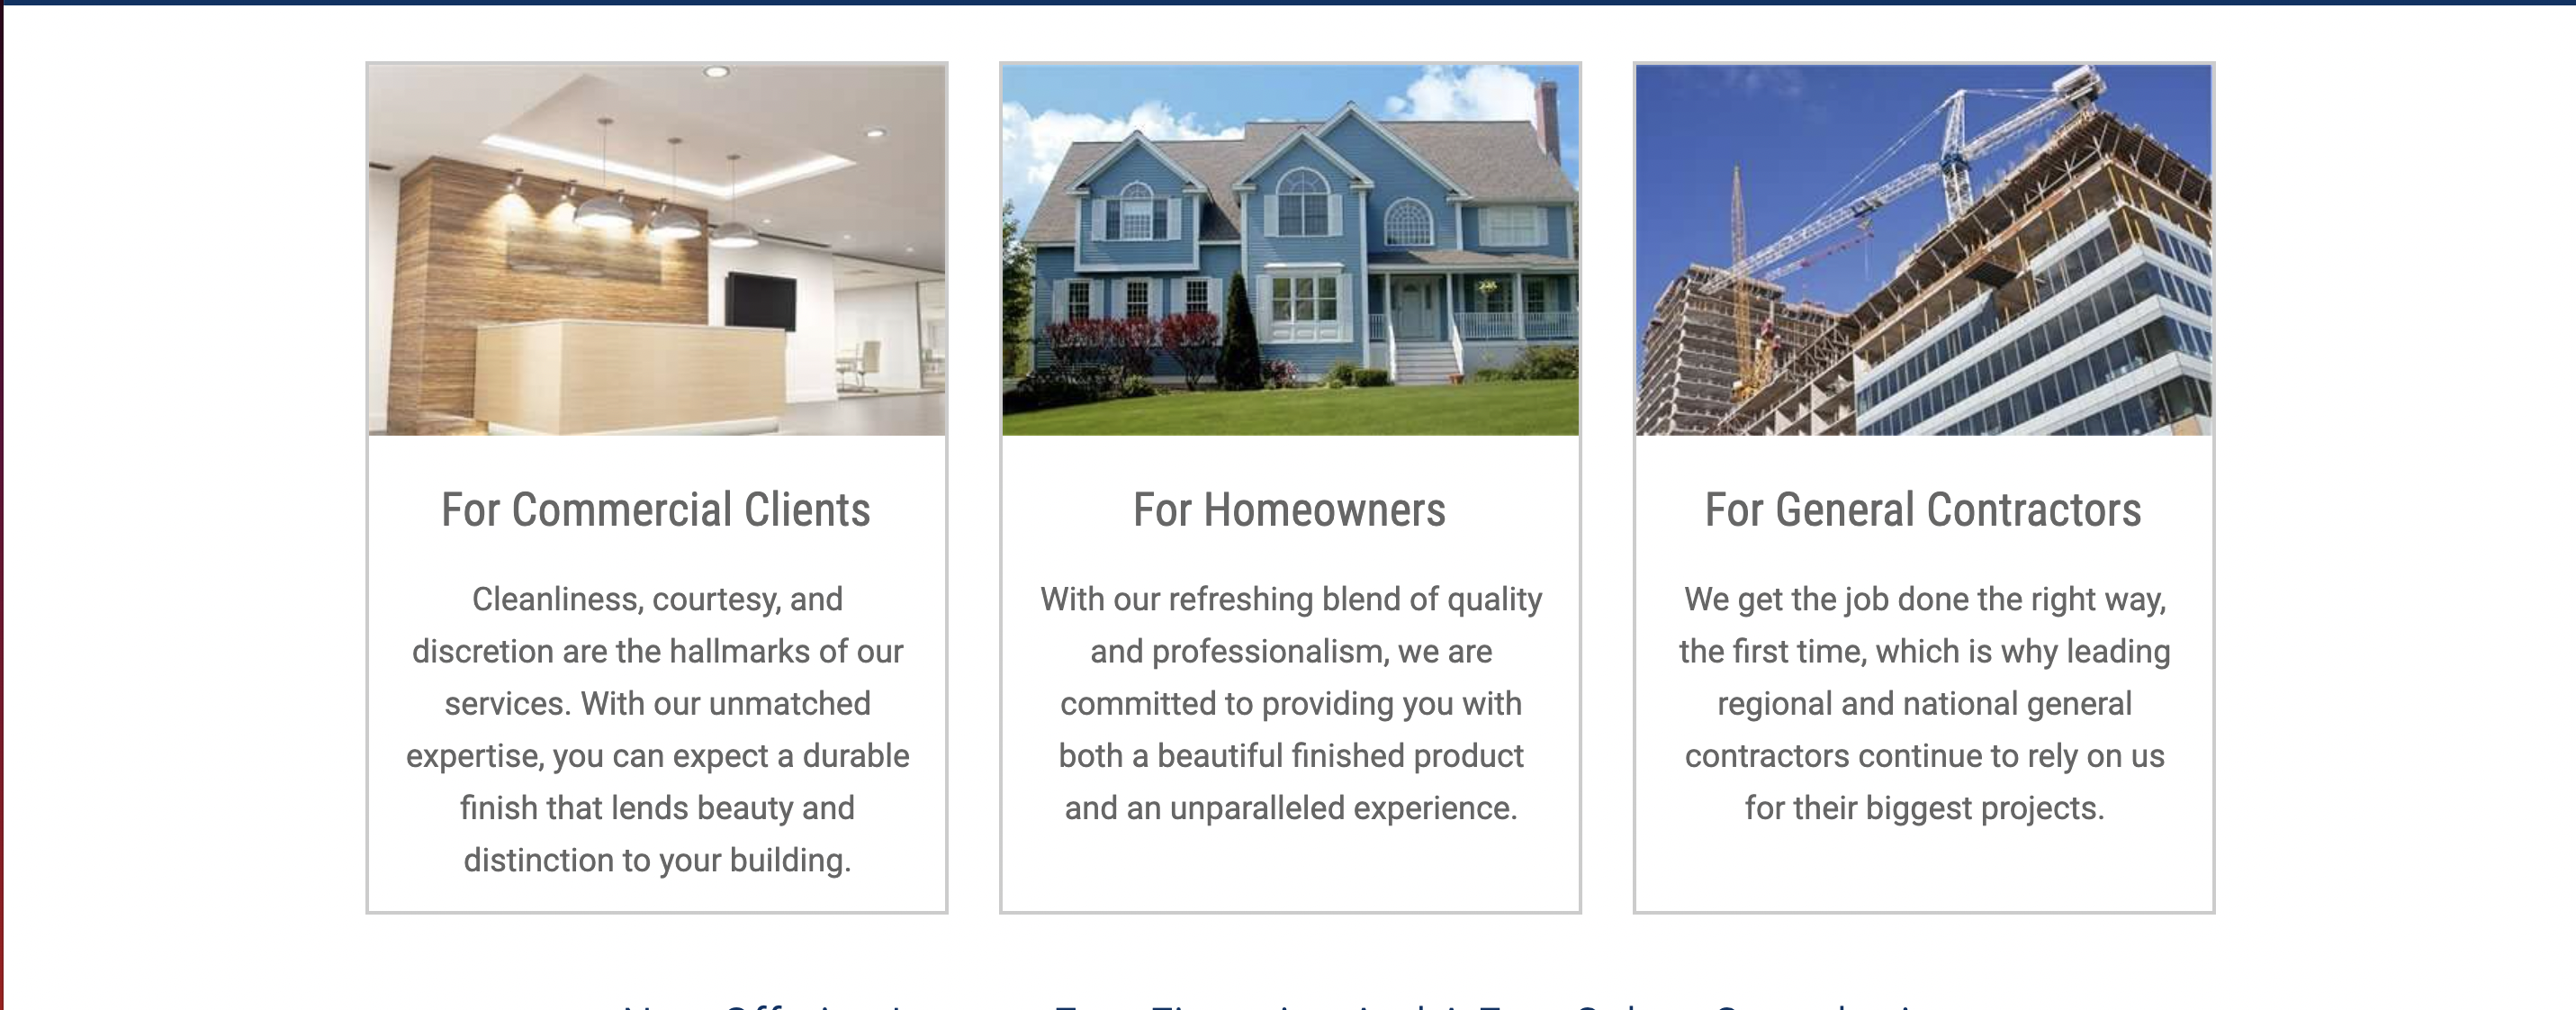 For Commercial Clients
Cleanliness, courtesy, and
discretion are the hallmarks of our
services. With our unmatched
expertise, you can expect a durable
finish that lends beauty and
distinction to your building.
For Homeowners
With our refreshing blend of quality
and professionalism, we are
committed to providing you with
both a beautiful finished product
and an unparalleled experience.
For General Contractors
We get the job done the right way,
the first time, which is why leading
regional and national general
contractors continue to rely on us
for their biggest projects.